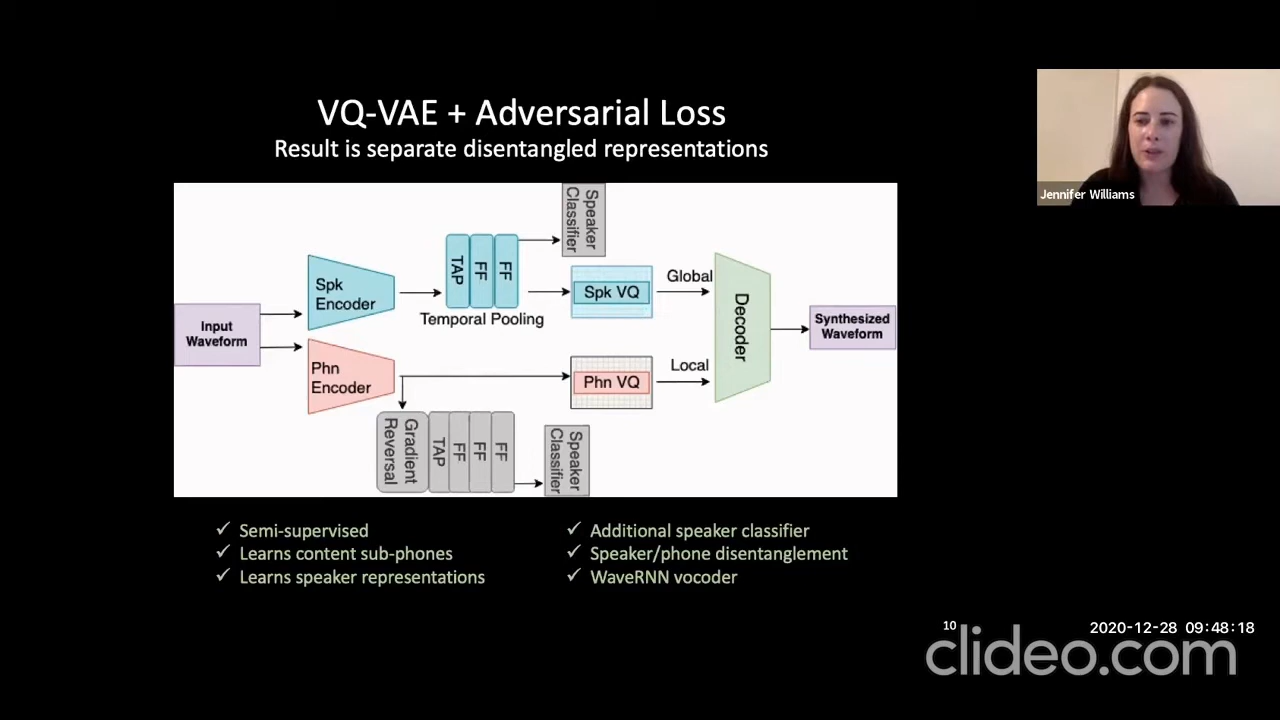 VQ-VAE + Adversarial Loss
Result is separate disentangled representations
Jennifer Williams
Speaker
Classifier
Spk
Encoder
TAP
FF
FF
Temporal Pooling
Spk VQ
Global
Input
Waveform
Decoder
Synthesized
Waveform
Phn
Encoder
Phn VQ
Local
Gradient
Reversal
TAP
FF
FF
FF
Speaker
Classifier
✓ Semi-supervised
✓ Learns content sub-phones
✓ Learns speaker representations
✓ Additional speaker classifier
✓ Speaker/phone disentanglement
✓ WaveRNN vocoder
10
2020-12-28 09:48:18
clideo.com